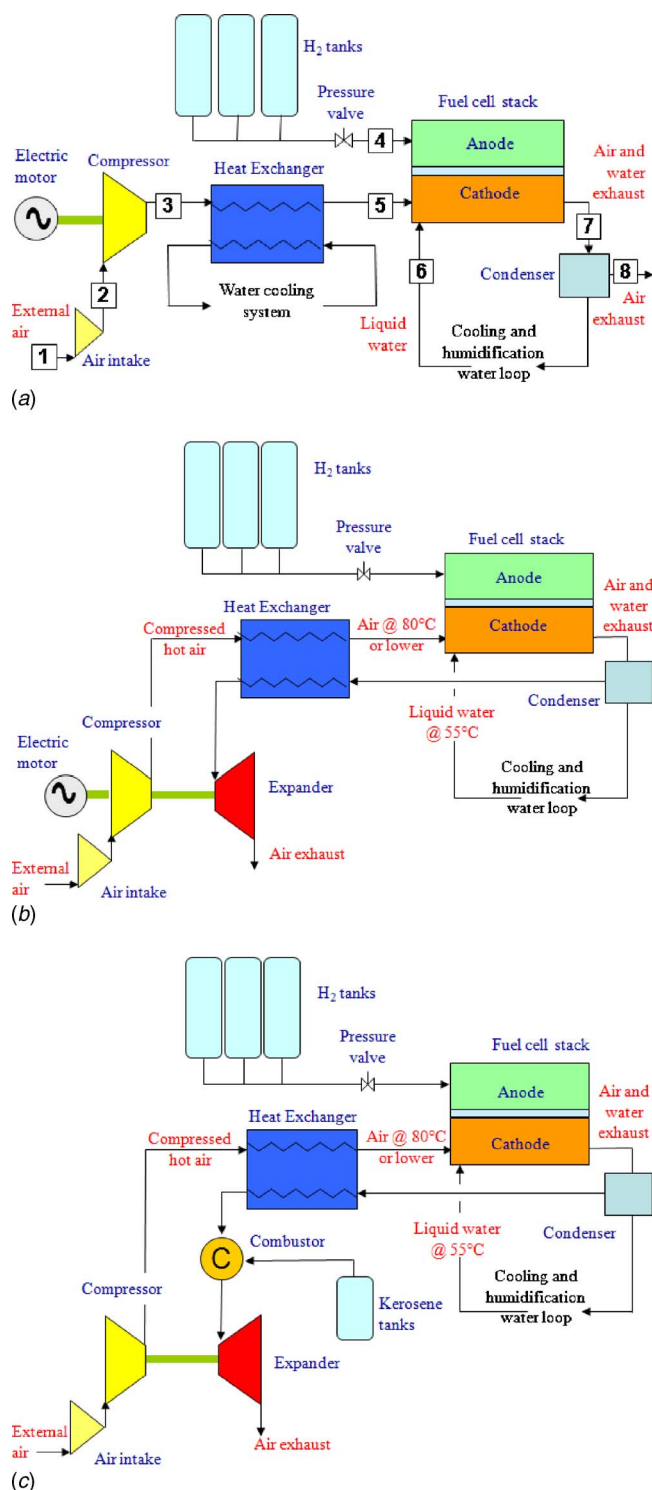 H2 tanks
Pressure
valve
4
Fuel cell stack
Anode
Cathode
Air and
water
exhaust
Electric
motor
Compressor
3
Heat Exchanger
5
7
2
6
Condenser
8
Water cooling
system
External
air
1
Air intake
Liquid
water
Cooling and
humidification
water loop
Air
exhaust
(a)
H2 tanks
Pressure
valve
Fuel cell stack
Anode
Cathode
Air and
water
exhaust
Heat Exchanger
Compressed
hot air
Air @ 80°C
or lower
Compressor
Liquid water
@ 55°C
Condenser
Electric
motor
Expander
Cooling and
humidification
water loop
External
air
Air intake
Air exhaust
(b)
H2 tanks
Pressure
valve
Fuel cell stack
Anode
Cathode
Air and
water
exhaust
Heat Exchanger
Compressed
hot air
Air @ 80°C
or lower
C
Combustor
Liquid water
@ 55°C
Condenser
Compressor
Kerosene
tanks
Cooling and
humidification
water loop
Expander
External
air
Air intake
Air exhaust
(c)